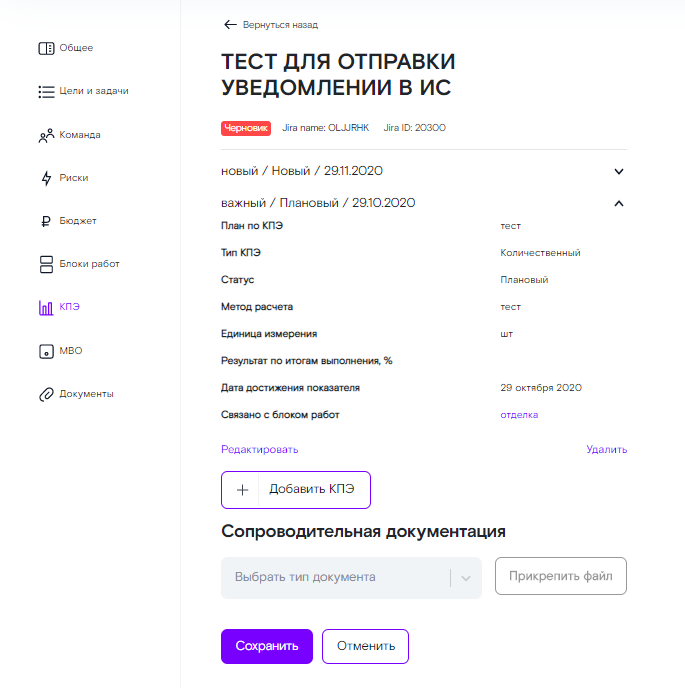 Вернуться назад
Общее
Цели и задачи
Команда
Риски
Бюджет
Блоки работ
КПЭ
МВО
Документы
ТЕСТ ДЛЯ ОТПРАВКИ
УВЕДОМЛЕНИИ В ИС
Черновик Jira name: OLJJRHK Jira ID: 20300
новый / Новый / 29.11.2020
важный / Плановый / 29.10.2020
План по КПЭ тест
Тип КПЭ Количественный
Статус Плановый
Метод расчета тест
Единица измерения шт
Результат по итогам выполнения, %
Дата достижения показателя 29 октября 2020
Связано с блоком работ отделка
Редактировать Удалить
Добавить КПЭ
Сопроводительная документация
Выбрать тип документа Прикрепить файл
Сохранить Отменить